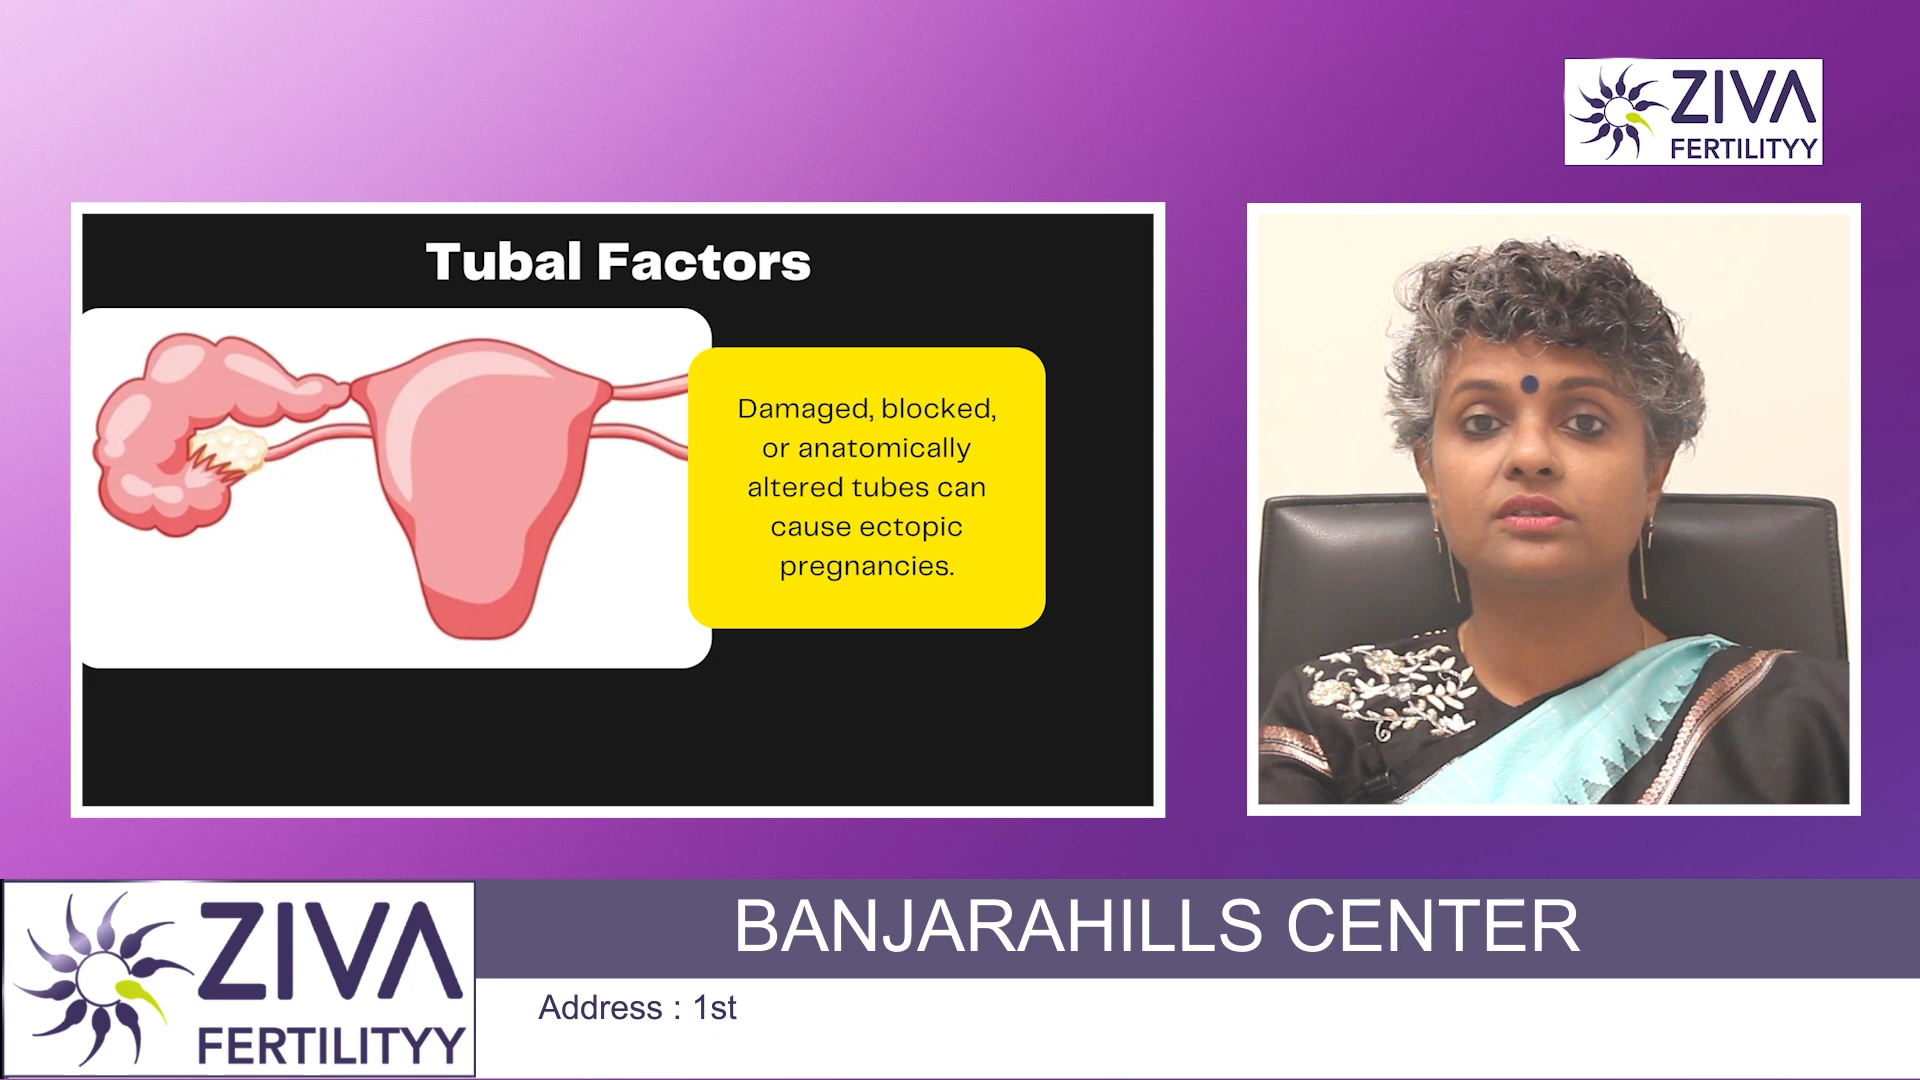 ZIVA
FERTILITYY
Tubal Factors
Damaged, blocked,
or anatomically
altered tubes can
cause ectopic
pregnancies.
ZIVA
FERTILITYY
BANJARAHILLS CENTER
Address : 1st